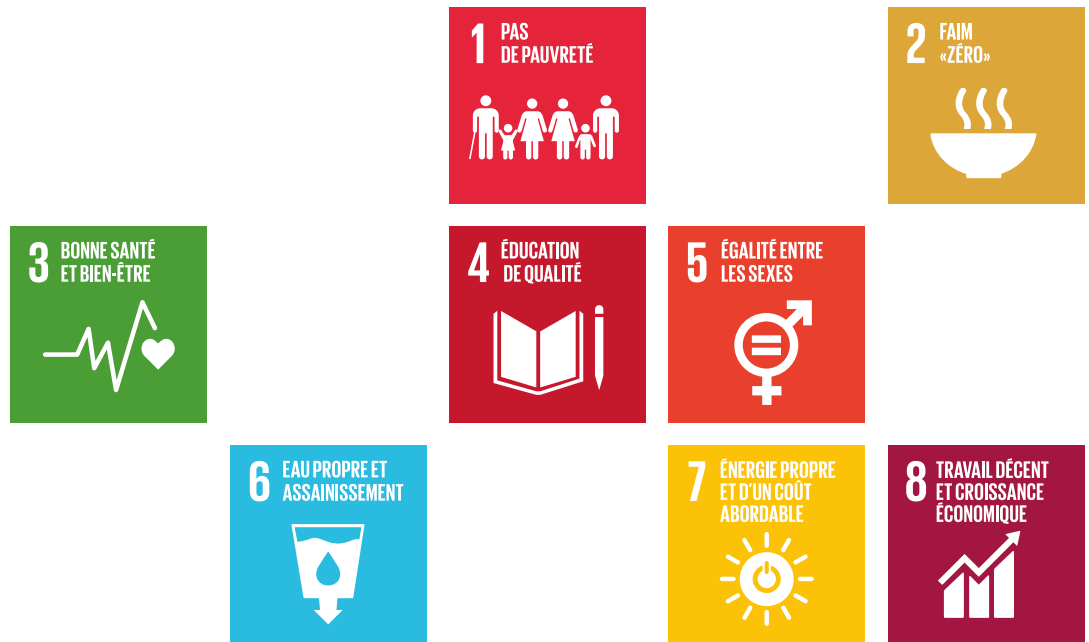 1 PAS
DE PAUVRETÉ
2 FAIM
«ZÉRO»
3 BONNE SANTÉ
ET BIEN-ÊTRE
4 ÉDUCATION
DE QUALITÉ
5 ÉGALITÉ ENTRE
LES SEXES
6 EAU PROPRE ET
ASSAINISSEMENT
7 ÉNERGIE PROPRE
ET D'UN COÛT
ABORDABLE
8 TRAVAIL DÉCENT
ET CROISSANCE
ÉCONOMIQUE